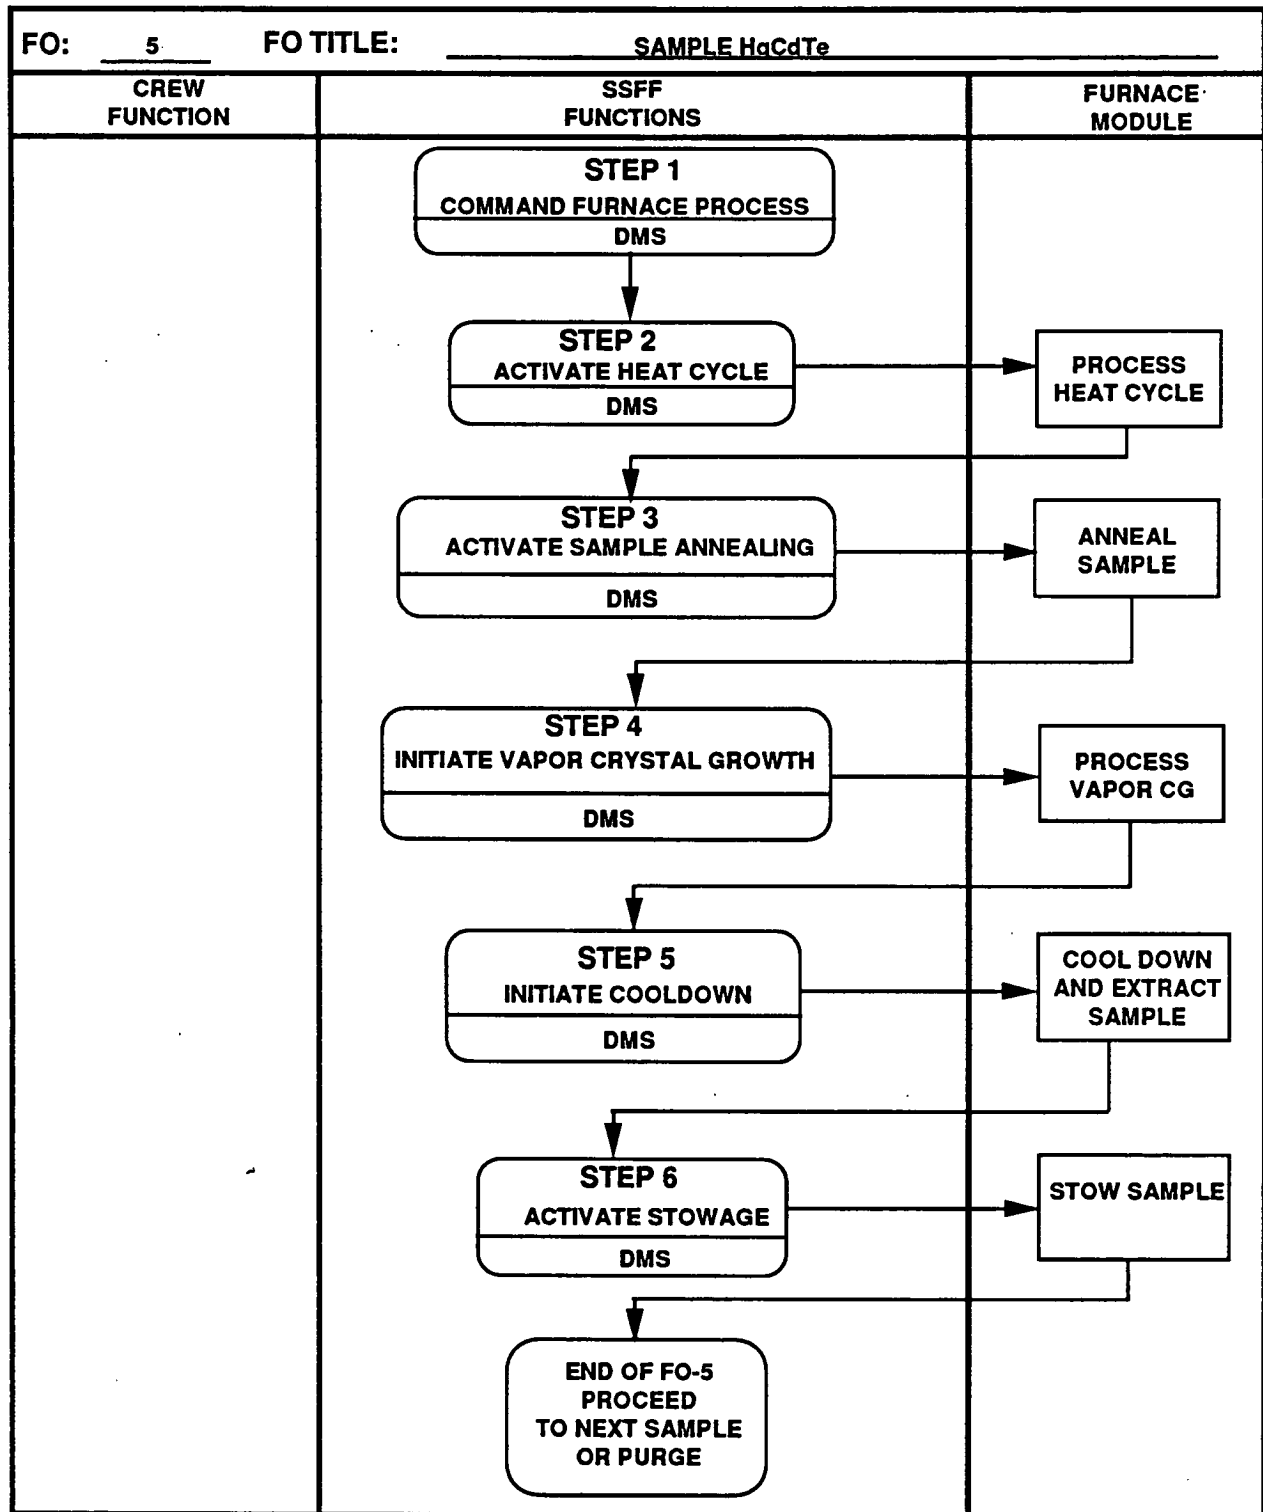 FO: 5 FO TITLE: SAMPLE HgCdTe
CREW
FUNCTION
SSFF
FUNCTIONS
FURNACE
MODULE
STEP 1
COMMAND FURNACE PROCESS
DMS
STEP 2
ACTIVATE HEAT CYCLE
DMS
PROCESS
HEAT CYCLE
STEP 3
ACTIVATE SAMPLE ANNEALING
DMS
ANNEAL
SAMPLE
STEP 4
INITIATE VAPOR CRYSTAL GROWTH
DMS
PROCESS
VAPOR CG
STEP 5
INITIATE COOLDOWN
DMS
COOL DOWN
AND EXTRACT
SAMPLE
STEP 6
ACTIVATE STOWAGE
DMS
STOW SAMPLE
END OF FO-5
PROCEED
TO NEXT SAMPLE
OR PURGE